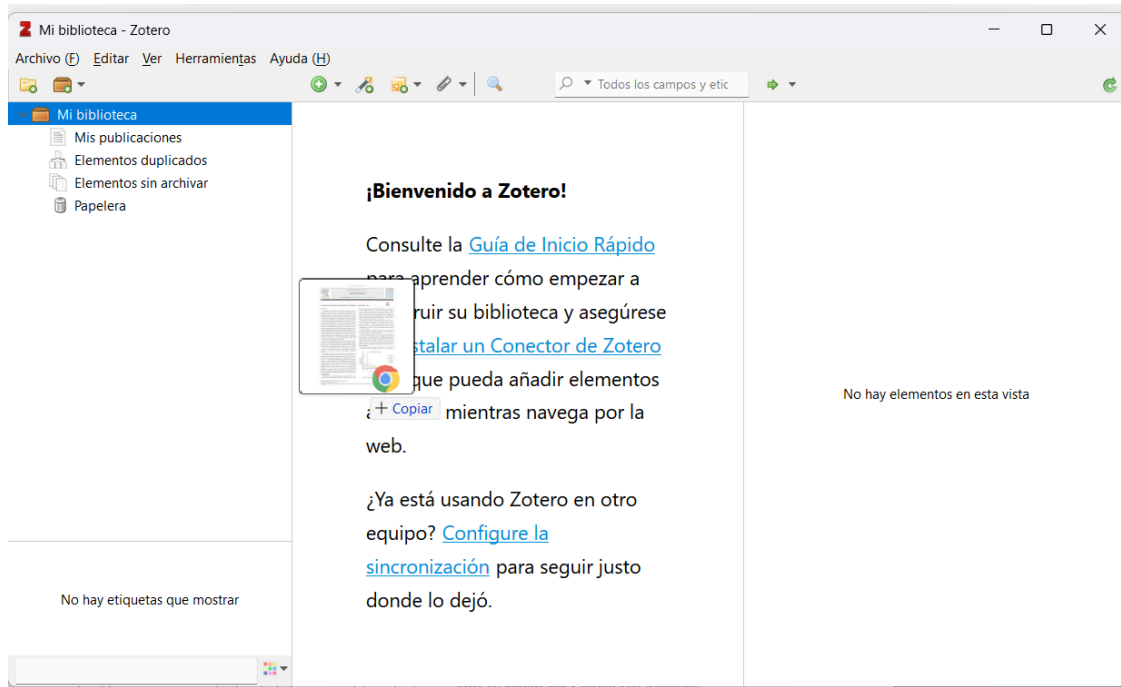 Mi biblioteca - Zotero
Archivo (F) Editar Ver Herramientas Ayuda (H)
Todos los campos y etic
Mi biblioteca
Mis publicaciones
Elementos duplicados
Elementos sin archivar
Papelera
No hay etiquetas que mostrar
¡Bienvenido a Zotero!
Consulte la Guía de Inicio Rápido
para aprender cómo empezar a
ruir su biblioteca y asegúrese
stalar un Conector de Zotero
que pueda añadir elementos
+ Copiar mientras navega por la
web.
¿Ya está usando Zotero en otro
equipo? Configure la
sincronización para seguir justo
donde lo dejó.
No hay elementos en esta vista